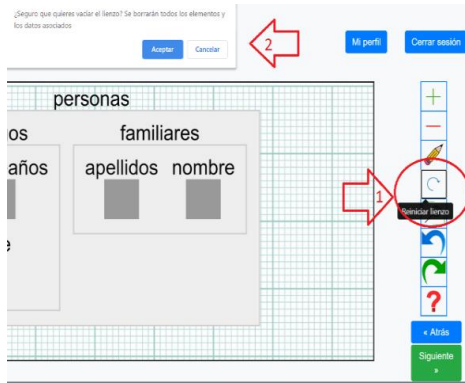 ¿Seguro que quieres vaciar el lienzo? Se borrarán todos los elementos y
los datos asociados
Aceptar Cancelar
2
Mi perfil Cerrar sesión
personas
os familiares
años apellidos nombre
1
Reiniciar lienzo
?
« Atrás
Siguiente
»